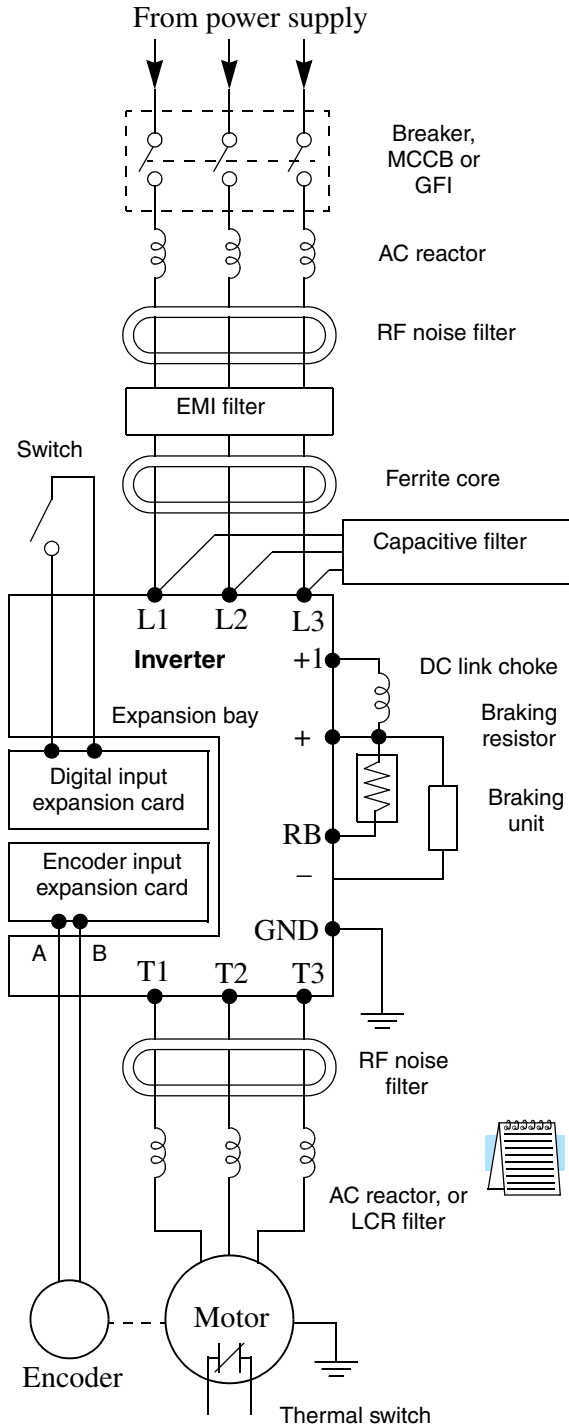 From power supply
Breaker,
MCCB or
GFI
AC reactor
RF noise filter
EMI filter
Switch
Ferrite core
Capacitive filter
L1 L2 L3
Inverter
+1
DC link choke
Expansion bay
Braking
resistor
+
Digital input
expansion card
Braking
unit
RB
Encoder input
expansion card
–
GND
A B
T1 T2 T3
RF noise
filter
AC reactor, or
LCR filter
Motor
Encoder
Thermal switch